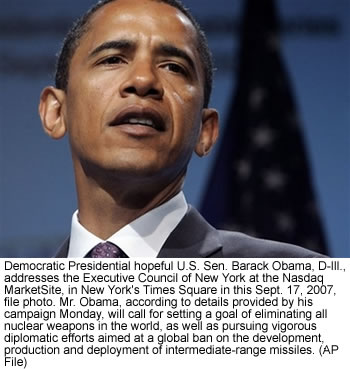 Democratic Presidential hopeful U.S. Sen. Barack Obama, D-Ill.,
addresses the Executive Council of New York at the Nasdaq
MarketSite, in New York's Times Square in this Sept. 17, 2007,
file photo. Mr. Obama, according to details provided by his
campaign Monday, will call for setting a goal of eliminating all
nuclear weapons in the world, as well as pursuing vigorous
diplomatic efforts aimed at a global ban on the development,
production and deployment of intermediate-range missiles. (AP
File)